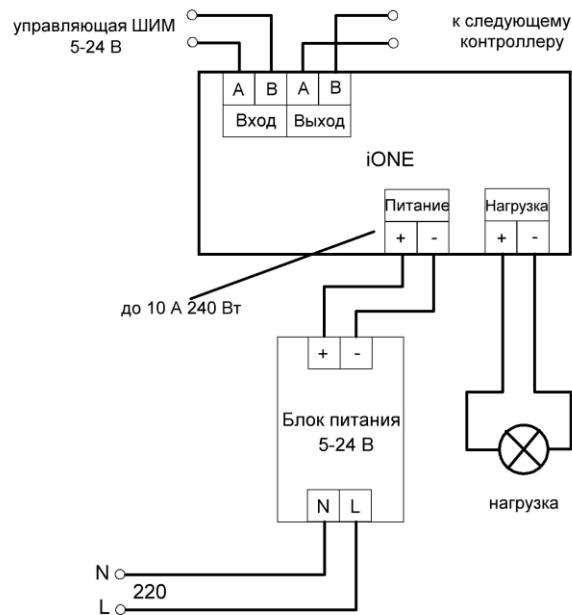 управляющая ШИМ
5-24 В
к следующему
контроллеру
A B A B
Вход Выход
iONE
Питание Нагрузка
+ - + -
до 10 А 240 Вт
+ -
Блок питания
5-24 В
N L
нагрузка
N
220
L